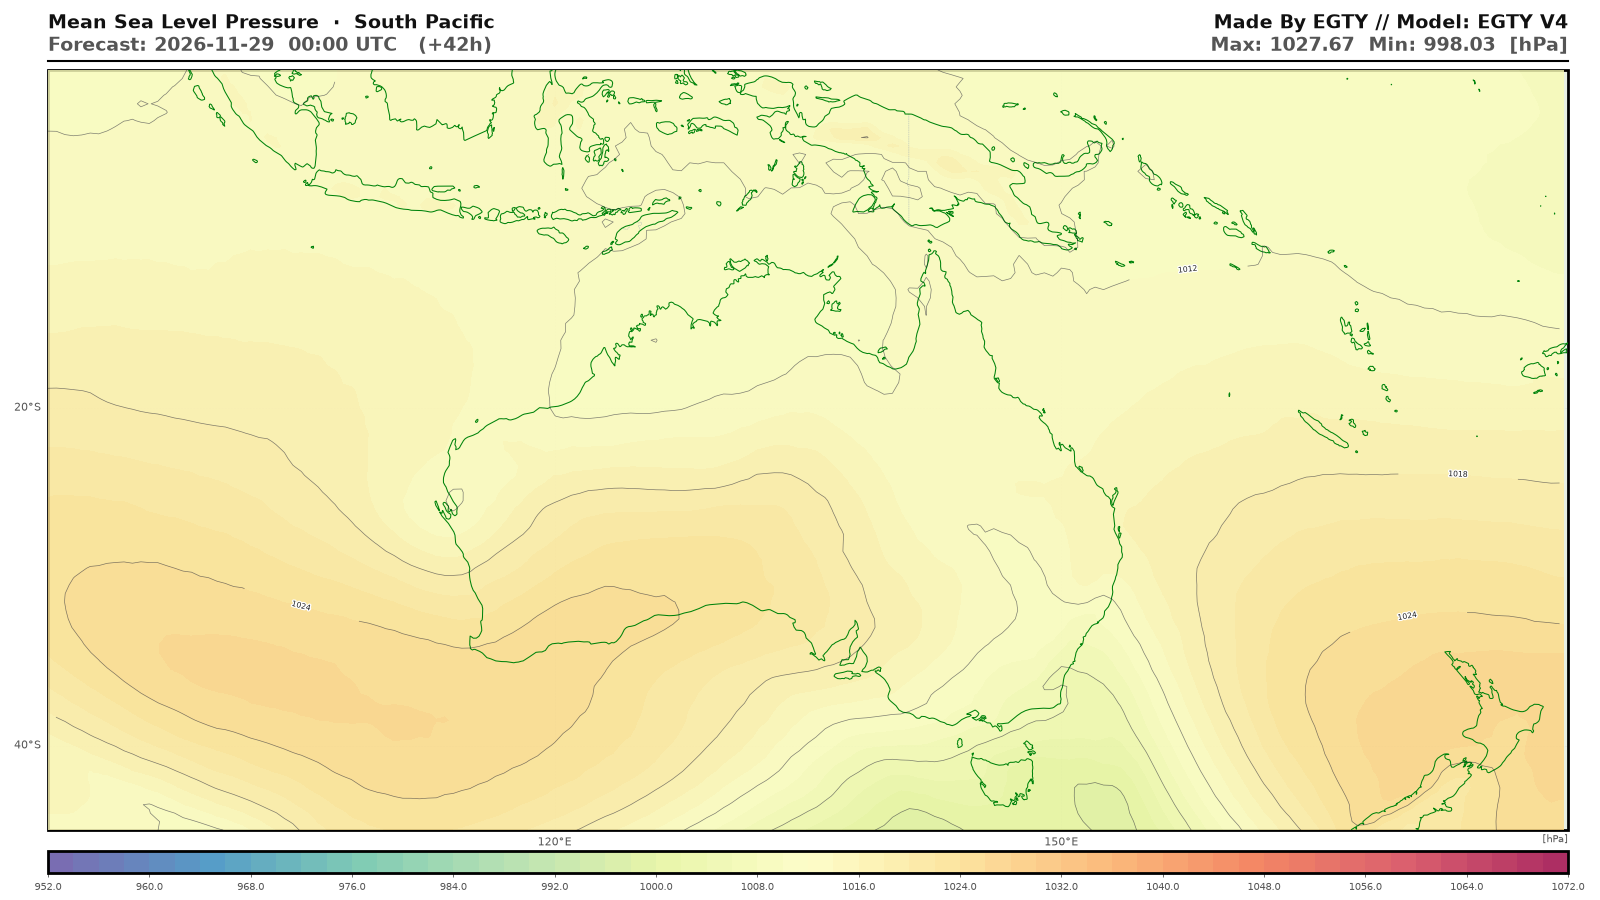 Mean Sea Level Pressure · South Pacific
Made By EGTY // Model: EGTY V4
Forecast: 2026-11-29 00:00 UTC (+42h)
Max: 1027.67 Min: 998.03 [hPa]
1012
20°S
1018
1024
1024
40°S
120°E
150°E
[hPa]
952.0 960.0 968.0 976.0 984.0 992.0 1000.0 1008.0 1016.0 1024.0 1032.0 1040.0 1048.0 1056.0 1064.0 1072.0